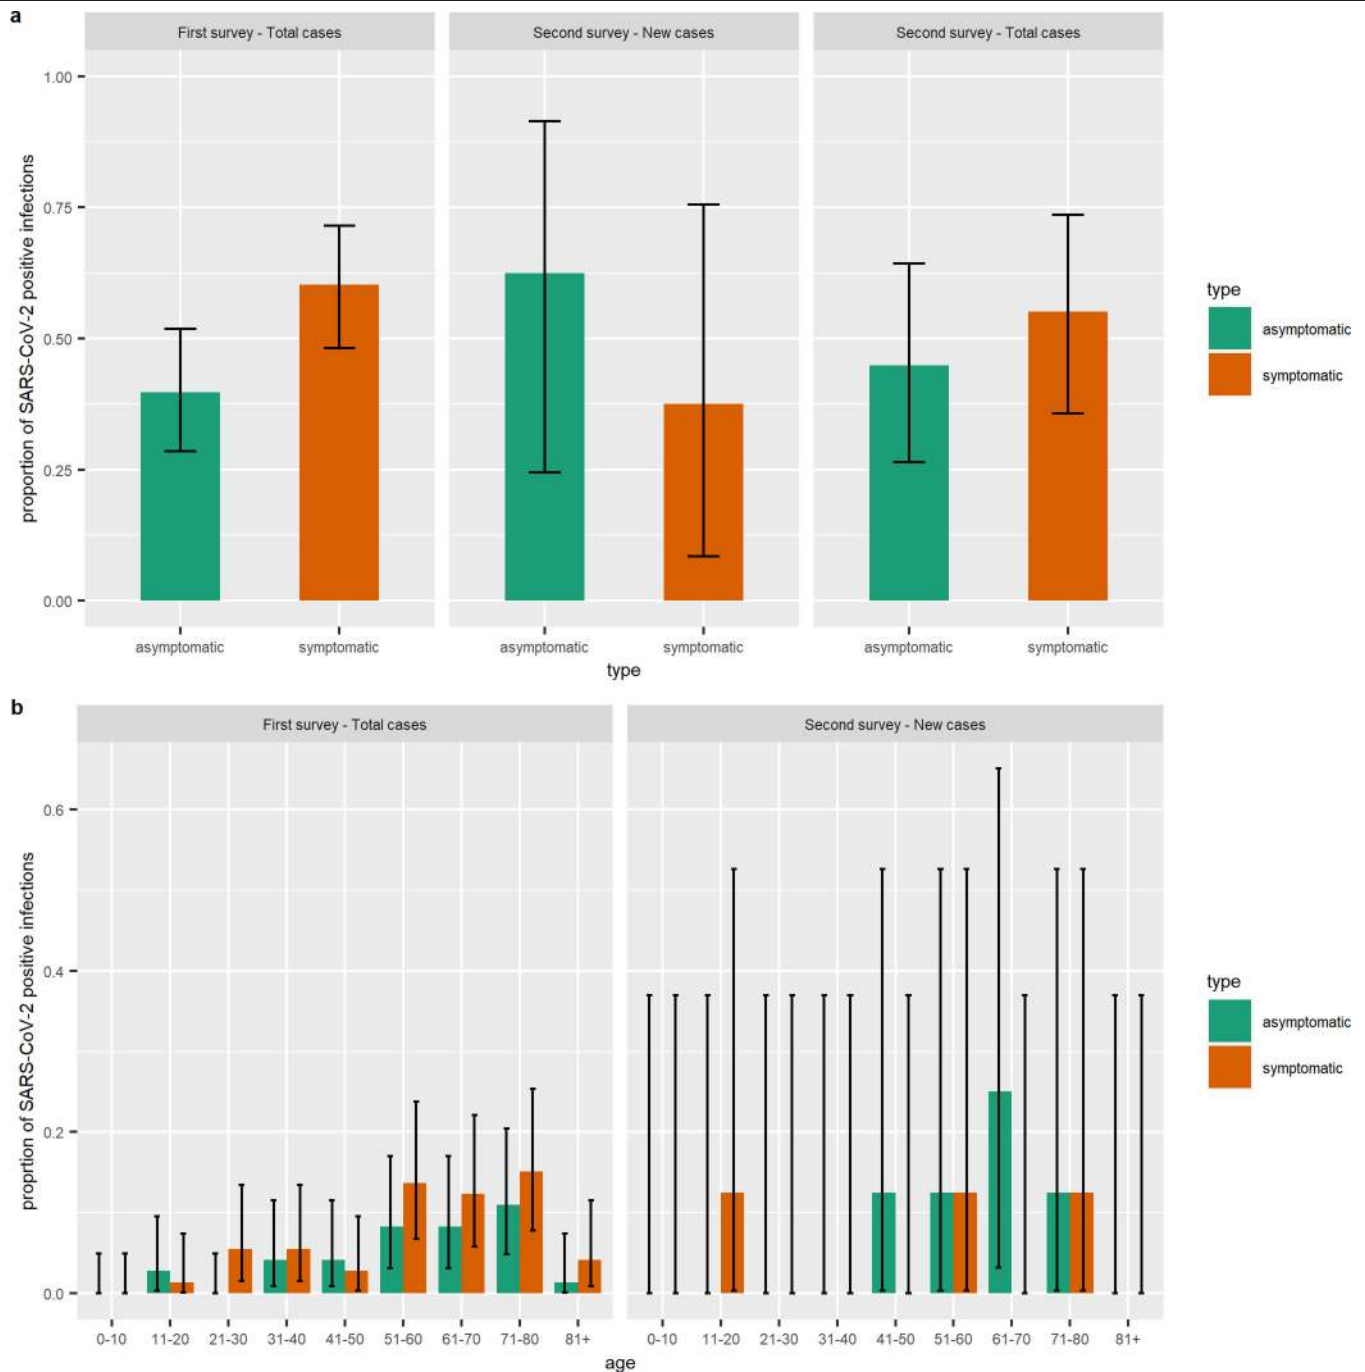 a
First survey - Total cases
Second survey - New cases
Second survey - Total cases
proportion of SARS-CoV-2 positive infections
1.00
0.75
0.50
0.25
0.00
asymptomatic
symptomatic
asymptomatic
symptomatic
asymptomatic
symptomatic
type
type
asymptomatic
symptomatic
b
First survey - Total cases
Second survey - New cases
proprtion of SARS-CoV-2 positive infections
0.6
0.4
0.2
0.0
0-10
11-20
21-30
31-40
41-50
51-60
61-70
71-80
81+
0-10
11-20
21-30
31-40
41-50
51-60
61-70
71-80
81+
age
type
asymptomatic
symptomatic